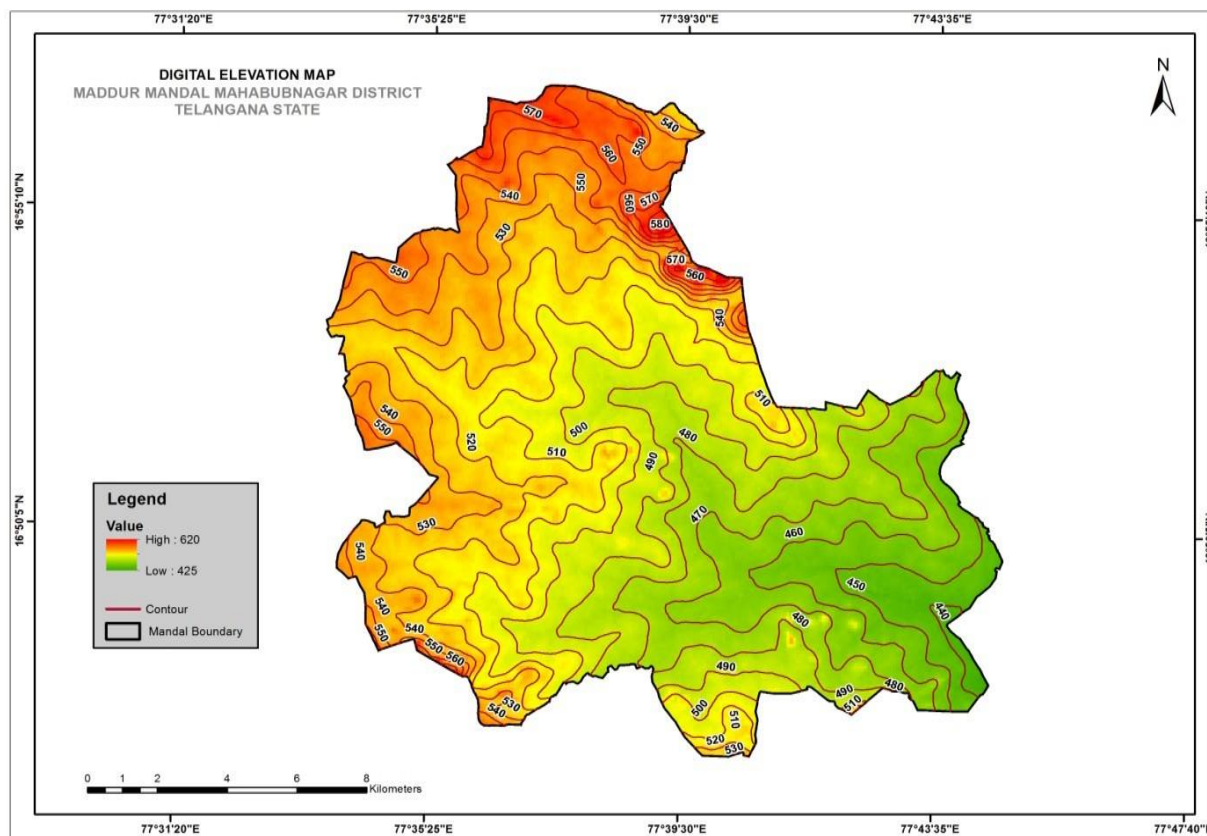 77°31'20"E 77°35'25"E 77°39'30"E 77°43'35"E
DIGITAL ELEVATION MAP
MADDUR MANDAL MAHABUBNAGAR DISTRICT
TELANGANA STATE
N
570
540
550
560
550
540
560
570
16°55'10"N
530
580
550
570
560
540
540
510
550
500
480
520
510
490
470
16°50'5"N
530
460
540
450
540
440
480
540
550
550
560
490
480
490
530
500
510
510
540
520
530
Legend
Value
High : 620
Low : 425
Contour
Mandal Boundary
0 1 2 4 6 8
Kilometers
77°31'20"E 77°35'25"E 77°39'30"E 77°43'35"E 77°47'40"E